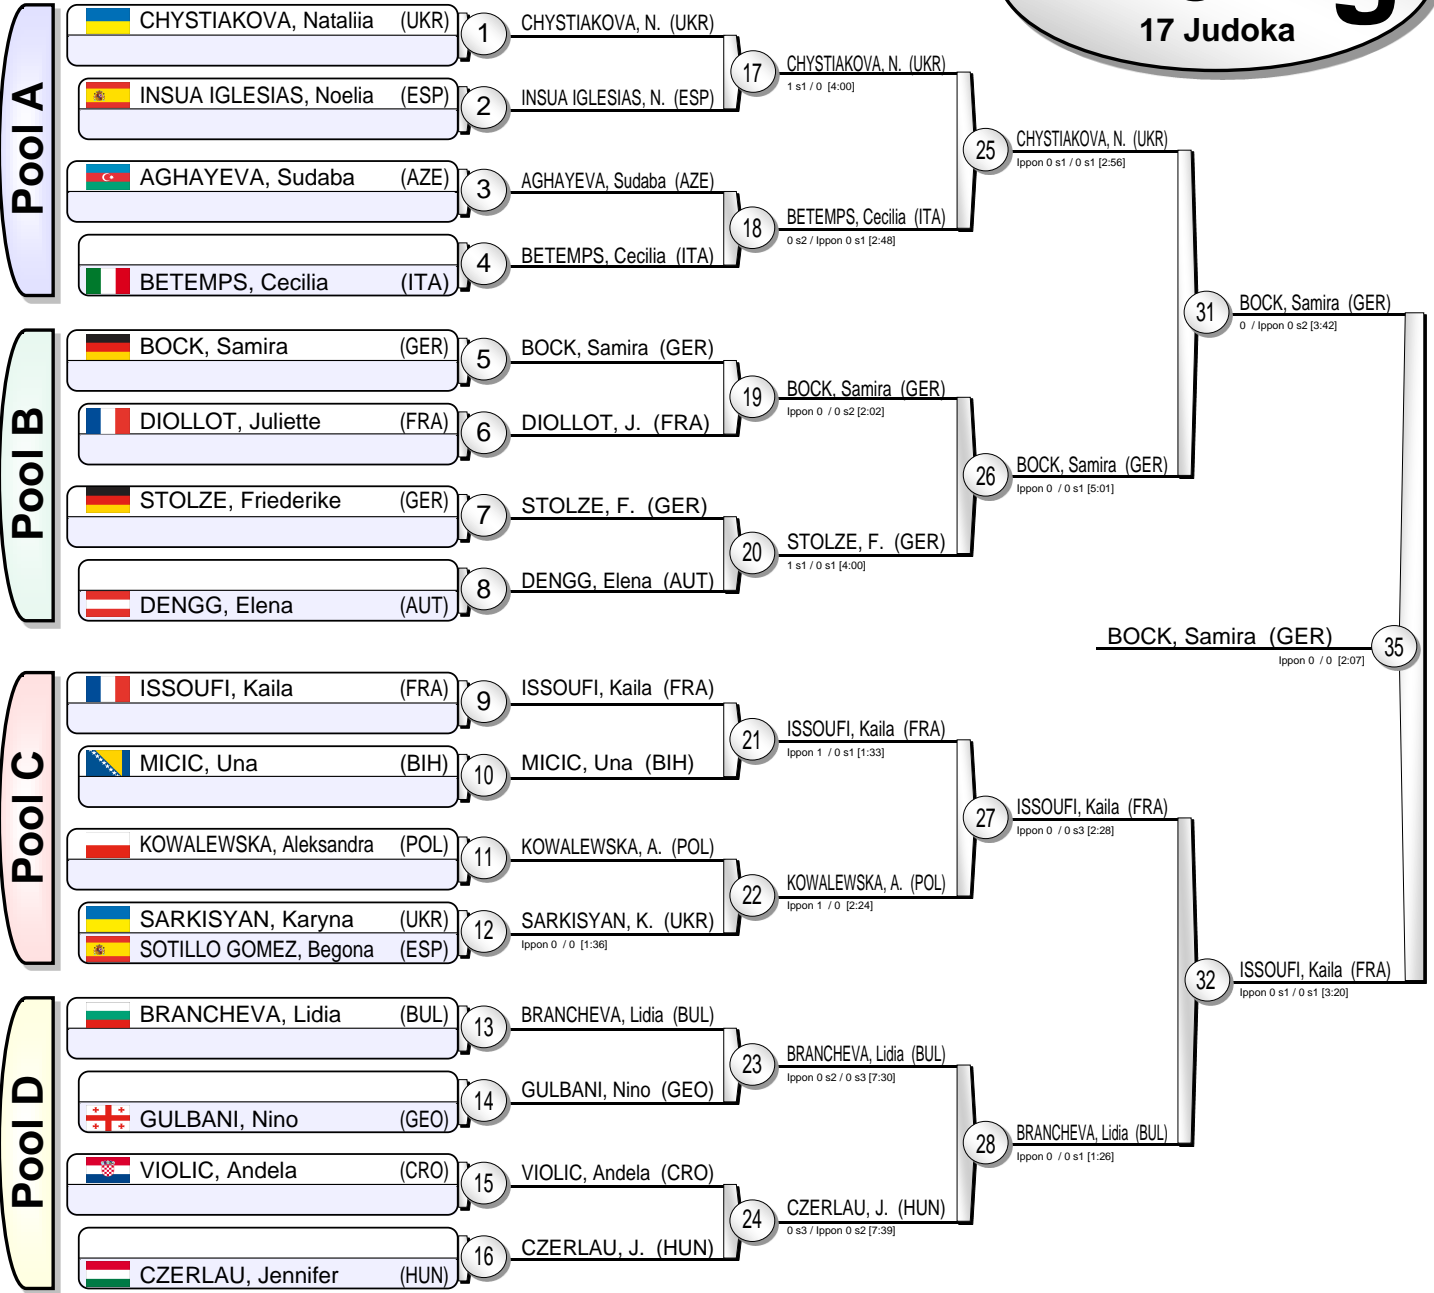 17 Judoka
Pool A
CHYSTIAKOVA, Nataliia (UKR)
1
CHYSTIAKOVA, N. (UKR)
INSUA IGLESIAS, Noelia (ESP)
2
INSUA IGLESIAS, N. (ESP)
17
CHYSTIAKOVA, N. (UKR)
1 s1 / 0 [4:00]
AGHAYEVA, Sudaba (AZE)
3
AGHAYEVA, Sudaba (AZE)
BETEMPS, Cecilia (ITA)
4
BETEMPS, Cecilia (ITA)
18
BETEMPS, Cecilia (ITA)
0 s2 / Ippon 0 s1 [2:48]
25
CHYSTIAKOVA, N. (UKR)
Ippon 0 s1 / 0 s1 [2:56]
Pool B
BOCK, Samira (GER)
5
BOCK, Samira (GER)
DIOLLOT, Juliette (FRA)
6
DIOLLOT, J. (FRA)
19
BOCK, Samira (GER)
Ippon 0 / 0 s2 [2:02]
STOLZE, Friederike (GER)
7
STOLZE, F. (GER)
DENGG, Elena (AUT)
8
DENGG, Elena (AUT)
20
STOLZE, F. (GER)
1 s1 / 0 s1 [4:00]
26
BOCK, Samira (GER)
Ippon 0 / 0 s1 [5:01]
31
BOCK, Samira (GER)
0 / Ippon 0 s2 [3:42]
BOCK, Samira (GER)
35
Ippon 0 / 0 [2:07]
Pool C
ISSOUFI, Kaila (FRA)
9
ISSOUFI, Kaila (FRA)
MICIC, Una (BIH)
10
MICIC, Una (BIH)
21
ISSOUFI, Kaila (FRA)
Ippon 1 / 0 s1 [1:33]
KOWALEWSKA, Aleksandra (POL)
11
KOWALEWSKA, A. (POL)
SARKISYAN, Karyna (UKR)
SOTILLO GOMEZ, Begona (ESP)
12
SARKISYAN, K. (UKR)
Ippon 0 / 0 [1:36]
22
KOWALEWSKA, A. (POL)
Ippon 1 / 0 [2:24]
27
ISSOUFI, Kaila (FRA)
Ippon 0 / 0 s3 [2:28]
Pool D
BRANCHEVA, Lidia (BUL)
13
BRANCHEVA, Lidia (BUL)
GULBANI, Nino (GEO)
14
GULBANI, Nino (GEO)
23
BRANCHEVA, Lidia (BUL)
Ippon 0 s2 / 0 s3 [7:30]
VIOLIC, Andela (CRO)
15
VIOLIC, Andela (CRO)
CZERLAU, Jennifer (HUN)
16
CZERLAU, J. (HUN)
24
CZERLAU, J. (HUN)
0 s3 / Ippon 0 s2 [7:39]
28
BRANCHEVA, Lidia (BUL)
Ippon 0 / 0 s1 [1:26]
32
ISSOUFI, Kaila (FRA)
Ippon 0 s1 / 0 s1 [3:20]